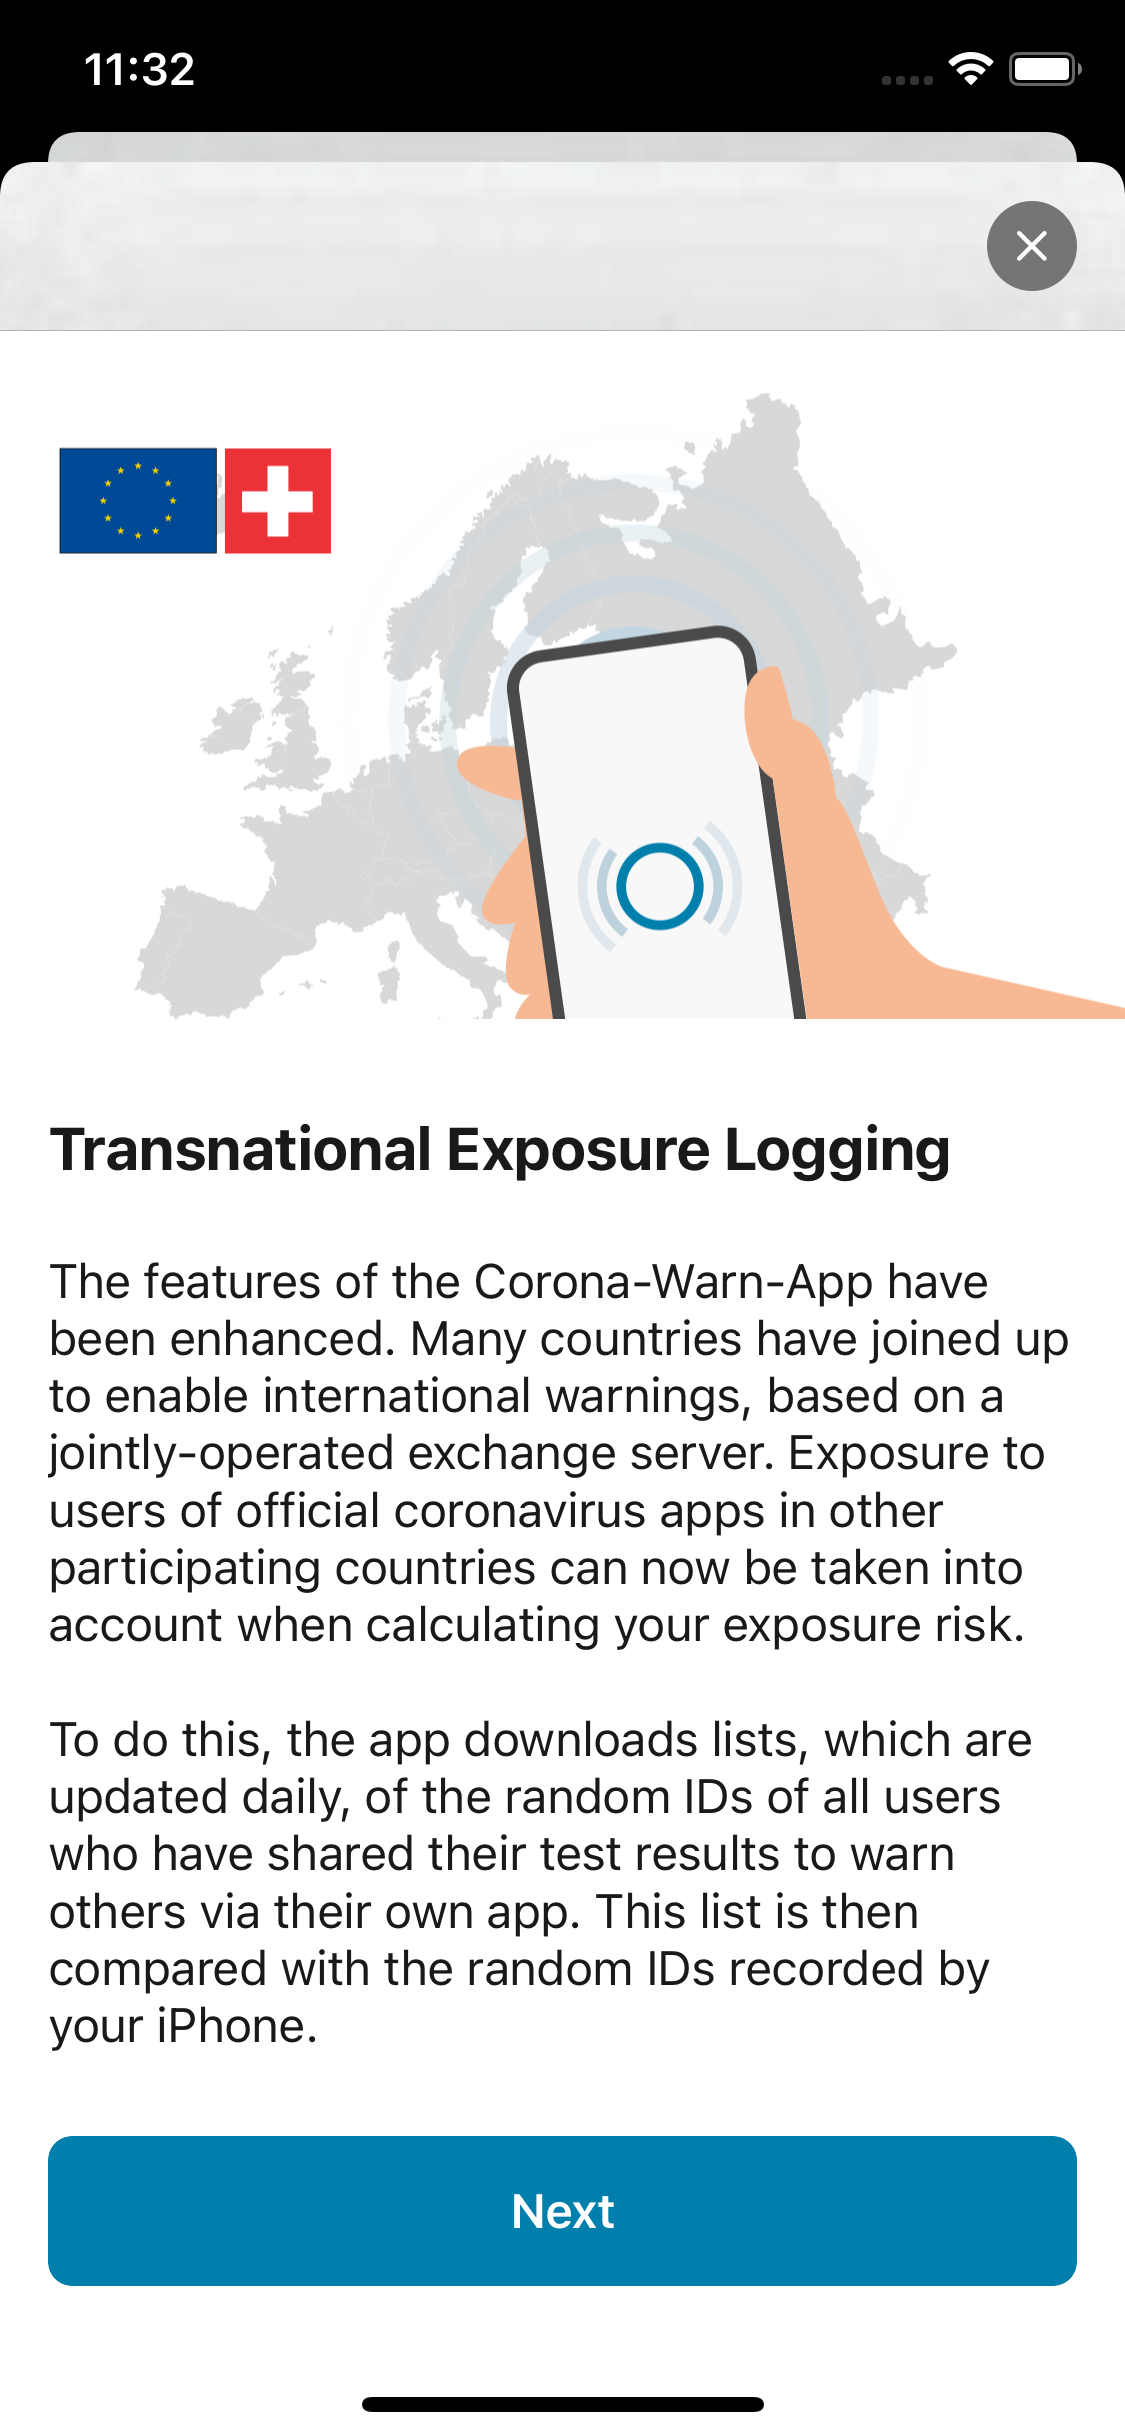 11:32
Transnational Exposure Logging
The features of the Corona-Warn-App have
been enhanced. Many countries have joined up
to enable international warnings, based on a
jointly-operated exchange server. Exposure to
users of official coronavirus apps in other
participating countries can now be taken into
account when calculating your exposure risk.
To do this, the app downloads lists, which are
updated daily, of the random IDs of all users
who have shared their test results to warn
others via their own app. This list is then
compared with the random IDs recorded by
your iPhone.
Next